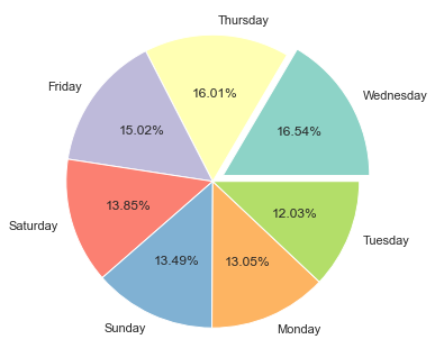 Thursday
16.01%
Wednesday
16.54%
Friday
15.02%
Saturday
13.85%
Sunday
13.49%
Monday
13.05%
Tuesday
12.03%